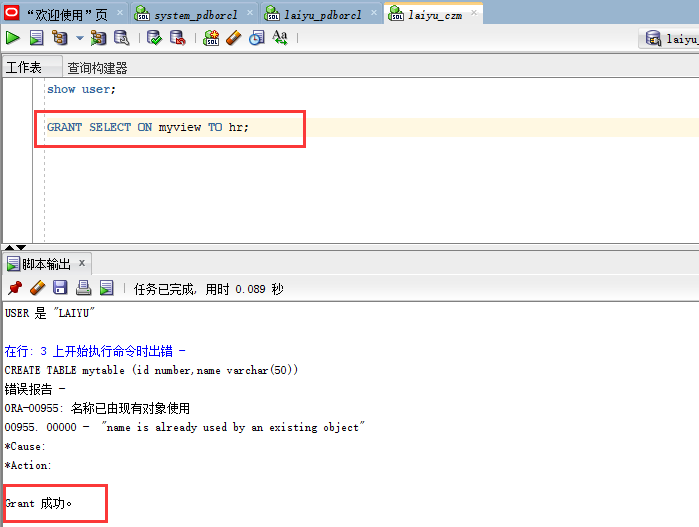 “欢迎使用”页 system_pdborcl laiyu_pdborcl laiyu_czm
laiyu_
工作表 查询构建器
show user;
GRANT SELECT ON myview TO hr;
脚本输出 x
任务已完成, 用时 0.089 秒
USER 是 "LAIYU"
在行: 3 上开始执行命令时出错 -
CREATE TABLE mytable (id number,name varchar(50))
错误报告 -
ORA-00955: 名称已由现有对象使用
00955. 00000 -  "name is already used by an existing object"
*Cause:
*Action:
Grant 成功。